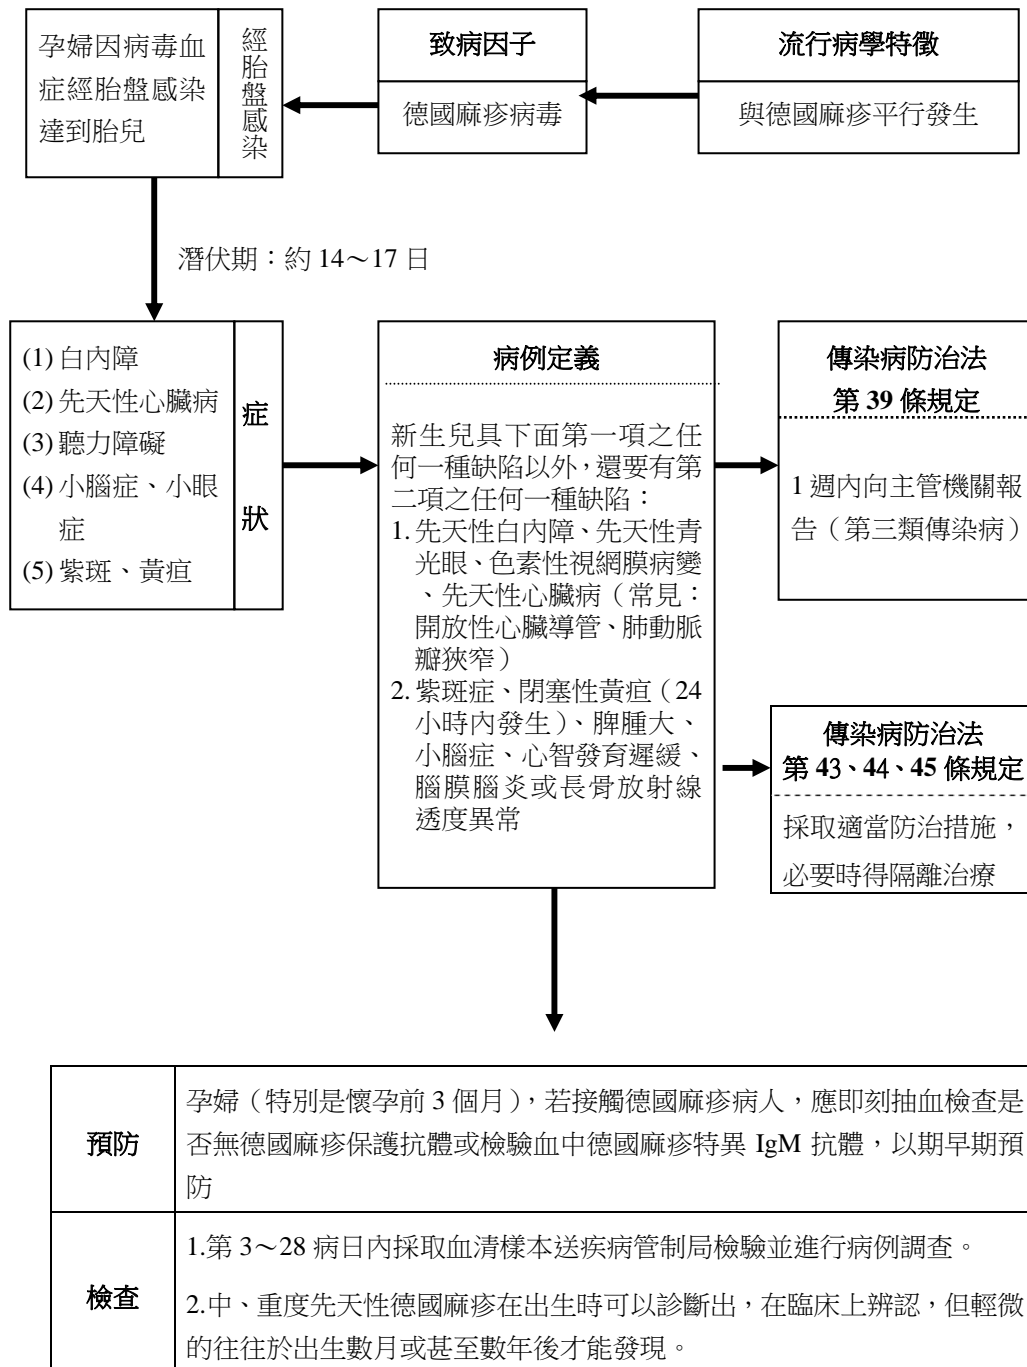 孕婦因病毒血
症經胎盤感染
達到胎兒
經胎盤感染
致病因子
德國麻疹病毒
流行病學特徵
與德國麻疹平行發生
潛伏期：約 14～17 日
(1) 白內障
(2) 先天性心臟病
(3) 聽力障礙
(4) 小腦症、小眼
症
(5) 紫斑、黃疸
症狀
病例定義
新生兒具下面第一項之任
何一種缺陷以外，還要有第
二項之任何一種缺陷：
1. 先天性白內障、先天性青
光眼、色素性視網膜病變
、先天性心臟病（常見：
開放性心臟導管、肺動脈
瓣狹窄）
2. 紫斑症、閉塞性黃疸（24
小時內發生）、脾腫大、
小腦症、心智發育遲緩、
腦膜腦炎或長骨放射線
透度異常
傳染病防治法
第 39 條規定
1 週內向主管機關報
告（第三類傳染病）
傳染病防治法
第 43、44、45 條規定
採取適當防治措施，
必要時得隔離治療
預防
孕婦（特別是懷孕前 3 個月），若接觸德國麻疹病人，應即刻抽血檢查是
否無德國麻疹保護抗體或檢驗血中德國麻疹特異 IgM 抗體，以期早期預
防
檢查
1.第 3～28 病日內採取血清樣本送疾病管制局檢驗並進行病例調查。
2.中、重度先天性德國麻疹在出生時可以診斷出，在臨床上辨認，但輕微
的往往於出生數月或甚至數年後才能發現。